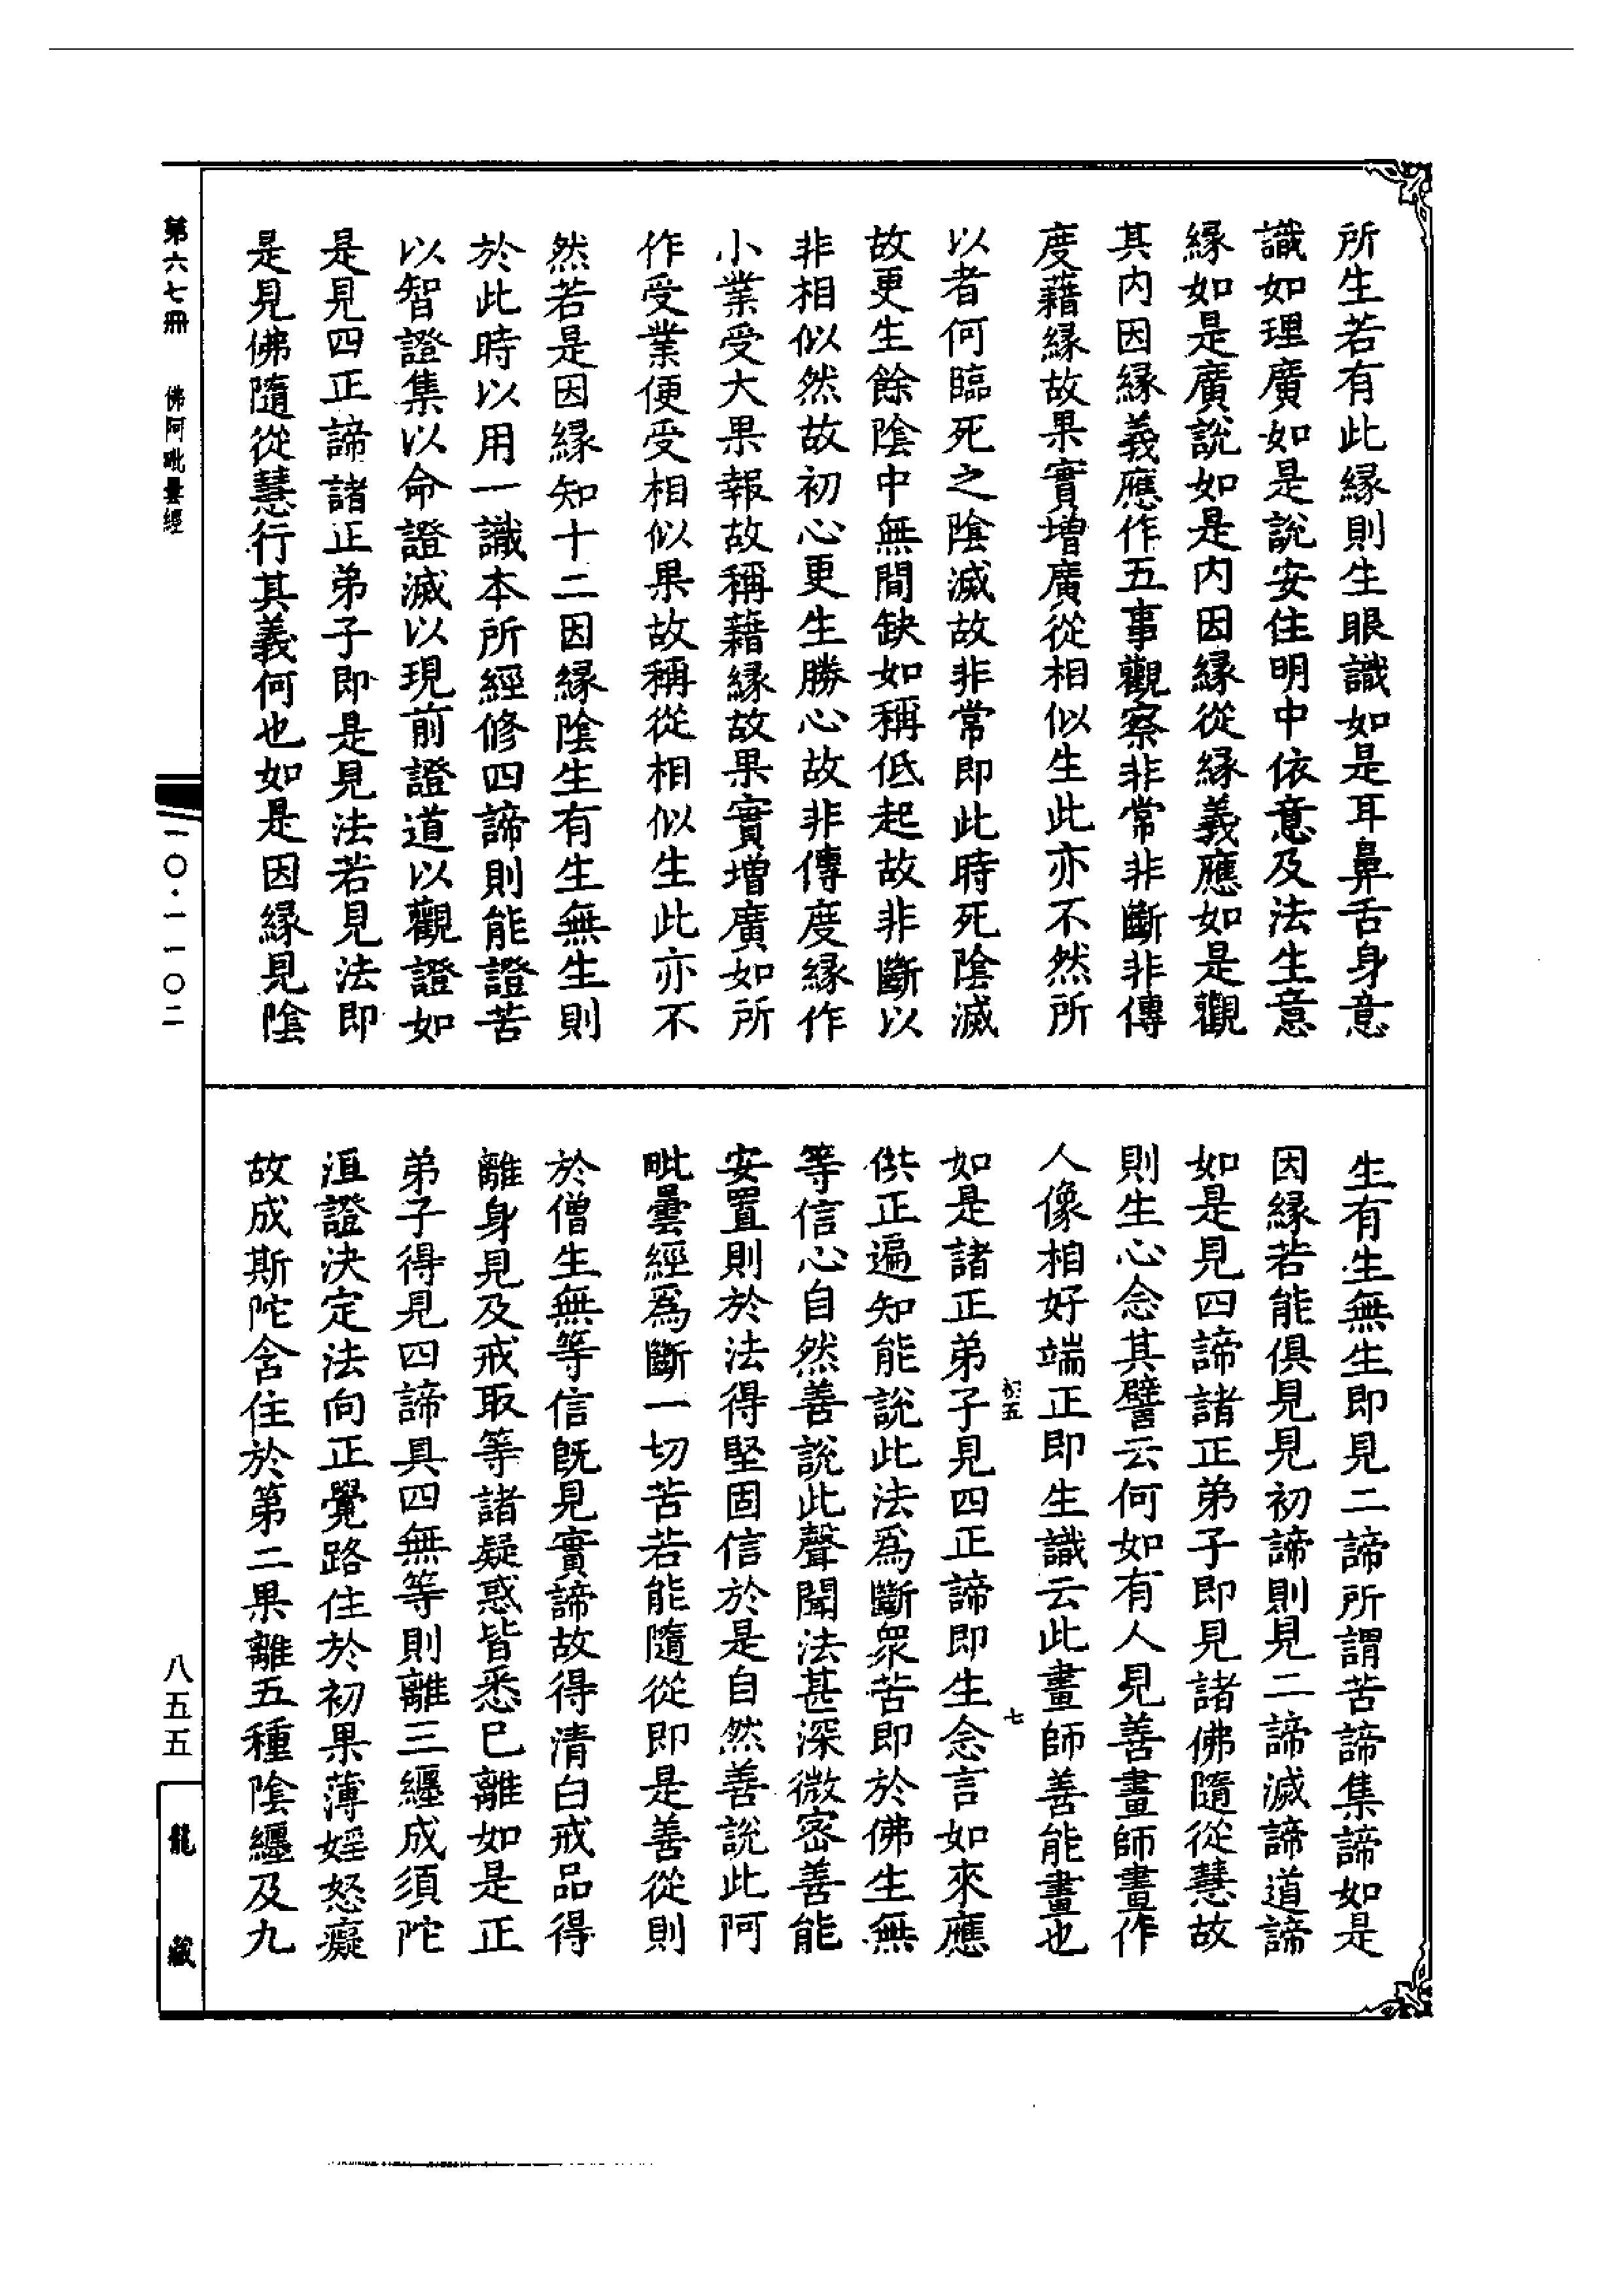 所生若有此緣則生眼識如是耳鼻舌身意
識如理廣如是說安住明中依意及法生意
緣如是廣說如是內因緣從緣義應如是觀
其內因緣義應作五事觀察非常非斷非傳
度藉緣故果實增廣從相似生此亦不然所
以者何臨死之陰滅故非常即此時死陰滅
故更生餘陰中無間缺如稱低起故非斷以
非相似然故初心更生勝心故非傳度緣作
小業受大果報故稱藉緣故果實增廣如所
作受業便受相似果故稱從相似生此亦不
然若是因緣知十二因緣陰生有生無生則
於此時以用一識本所經修四諦則能證苦
以智證集以命證滅以現前證道以觀證如
是見四正諦諸正弟子即是見法若見法即
是見佛隨從慧行其義何也如是因緣見陰
生有生無生即見二諦所謂苦諦集諦如是
因緣若能俱見見初諦則見二諦滅諦道諦
如是見四諦諸正弟子即見諸佛隨從慧故
則生心念其譬云何如有人見善畫師畫作
人像相好端正即生識云此畫師善能畫也
初五 七
如是諸正弟子見四正諦即生念言如來應
供正遍知能說此法為斷眾苦即於佛生無
等信心自然善說此聲聞法甚深微密善能
安置則於法得堅固信於是自然善說此阿
毗曇經為斷一切苦若能隨從即是善從則
於僧生無等信既見實諦故得清白戒品得
離身見及戒取等諸疑惑皆悉已離如是正
弟子得見四諦具四無等則離三纏成須陀
洹證決定法向正覺路住於初果薄婬怒癡
故成斯陀含住於第二果離五種陰纏及九
第六七冊 佛阿毗曇經
一〇·一一〇二
八五五
龍藏